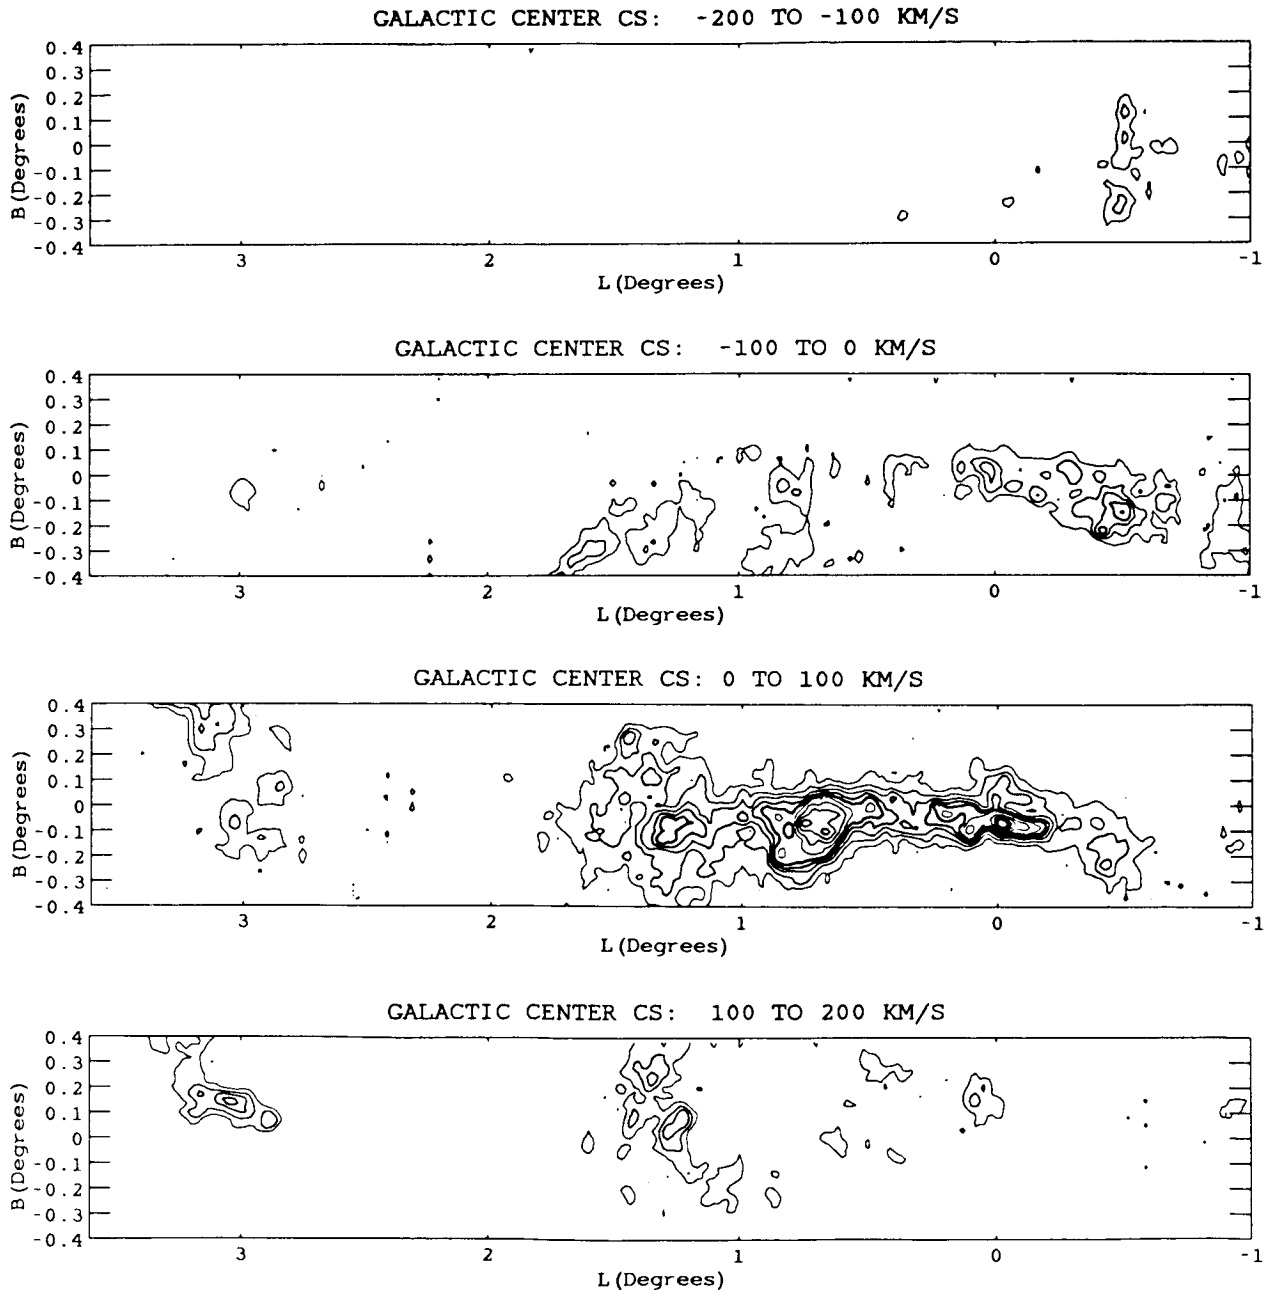 GALACTIC CENTER CS: -200 TO -100 KM/S
B(Degrees)
0.4
0.3
0.2
0.1
0
-0.1
-0.2
-0.3
-0.4
3 2 1 0 -1
L(Degrees)
GALACTIC CENTER CS: -100 TO 0 KM/S
B(Degrees)
0.4
0.3
0.2
0.1
0
-0.1
-0.2
-0.3
-0.4
3 2 1 0 -1
L(Degrees)
GALACTIC CENTER CS: 0 TO 100 KM/S
B(Degrees)
0.4
0.3
0.2
0.1
0
-0.1
-0.2
-0.3
-0.4
3 2 1 0 -1
L(Degrees)
GALACTIC CENTER CS: 100 TO 200 KM/S
B(Degrees)
0.4
0.3
0.2
0.1
0
-0.1
-0.2
-0.3
-0.4
3 2 1 0 -1
L(Degrees)